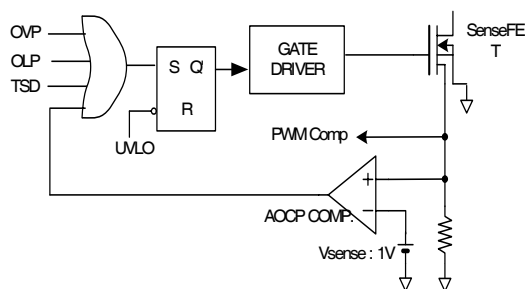 OVP
OLP
TSD
S Q'
R
UVLO
GATE
DRIVER
SenseFE
T
PWM Comp
+
−
AOCP COMP.
Vsense : 1V